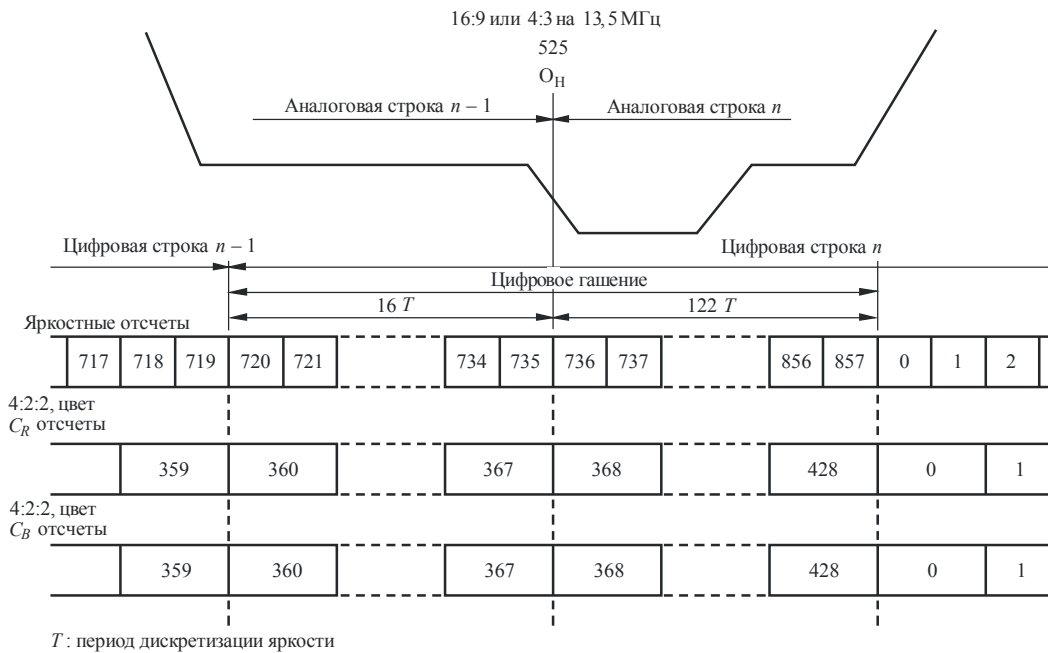 16:9 или 4:3 на 13,5 МГц
525
O_H
Аналоговая строка n – 1
Аналоговая строка n
Цифровая строка n – 1
Цифровая строка n
Цифровое гашение
16 T
122 T
Яркостные отсчеты
717 718 719 720 721 734 735 736 737 856 857 0 1 2
4:2:2, цвет
C_R отсчеты
359 360 367 368 428 0 1
4:2:2, цвет
C_B отсчеты
359 360 367 368 428 0 1
T : период дискретизации яркости